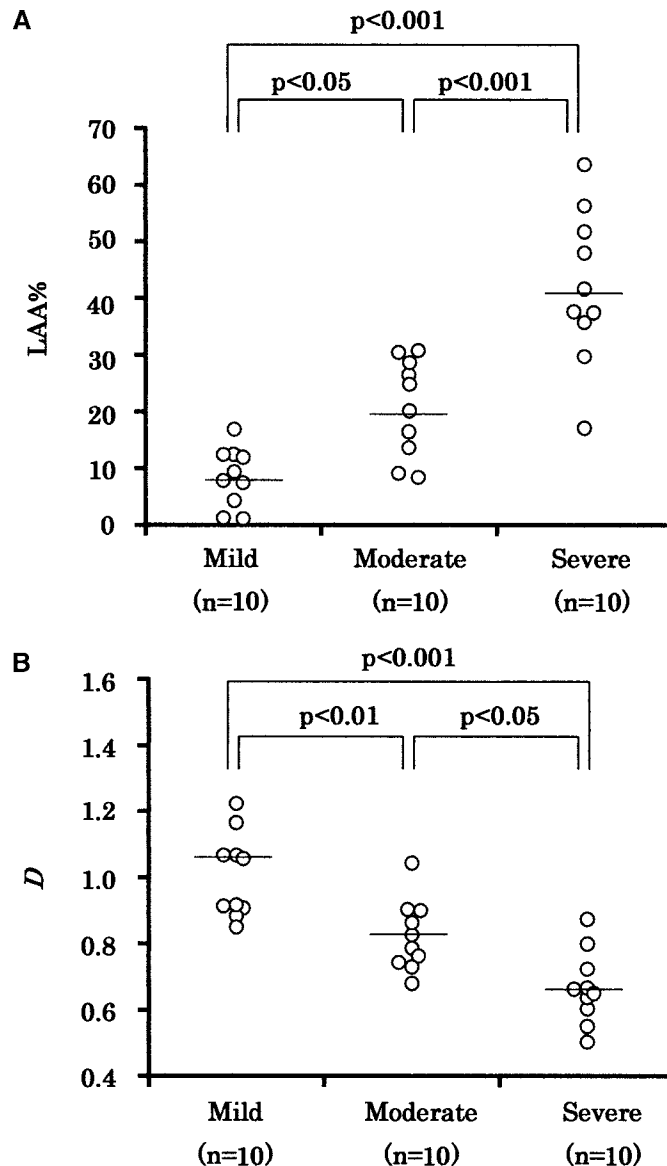 A
p<0.001
p<0.05 p<0.001
70
60
50
40
30
20
10
0
LAA%
Mild Moderate Severe
(n=10) (n=10) (n=10)
B
p<0.001
p<0.01 p<0.05
1.6
1.4
1.2
1.0
0.8
0.6
0.4
D
Mild Moderate Severe
(n=10) (n=10) (n=10)